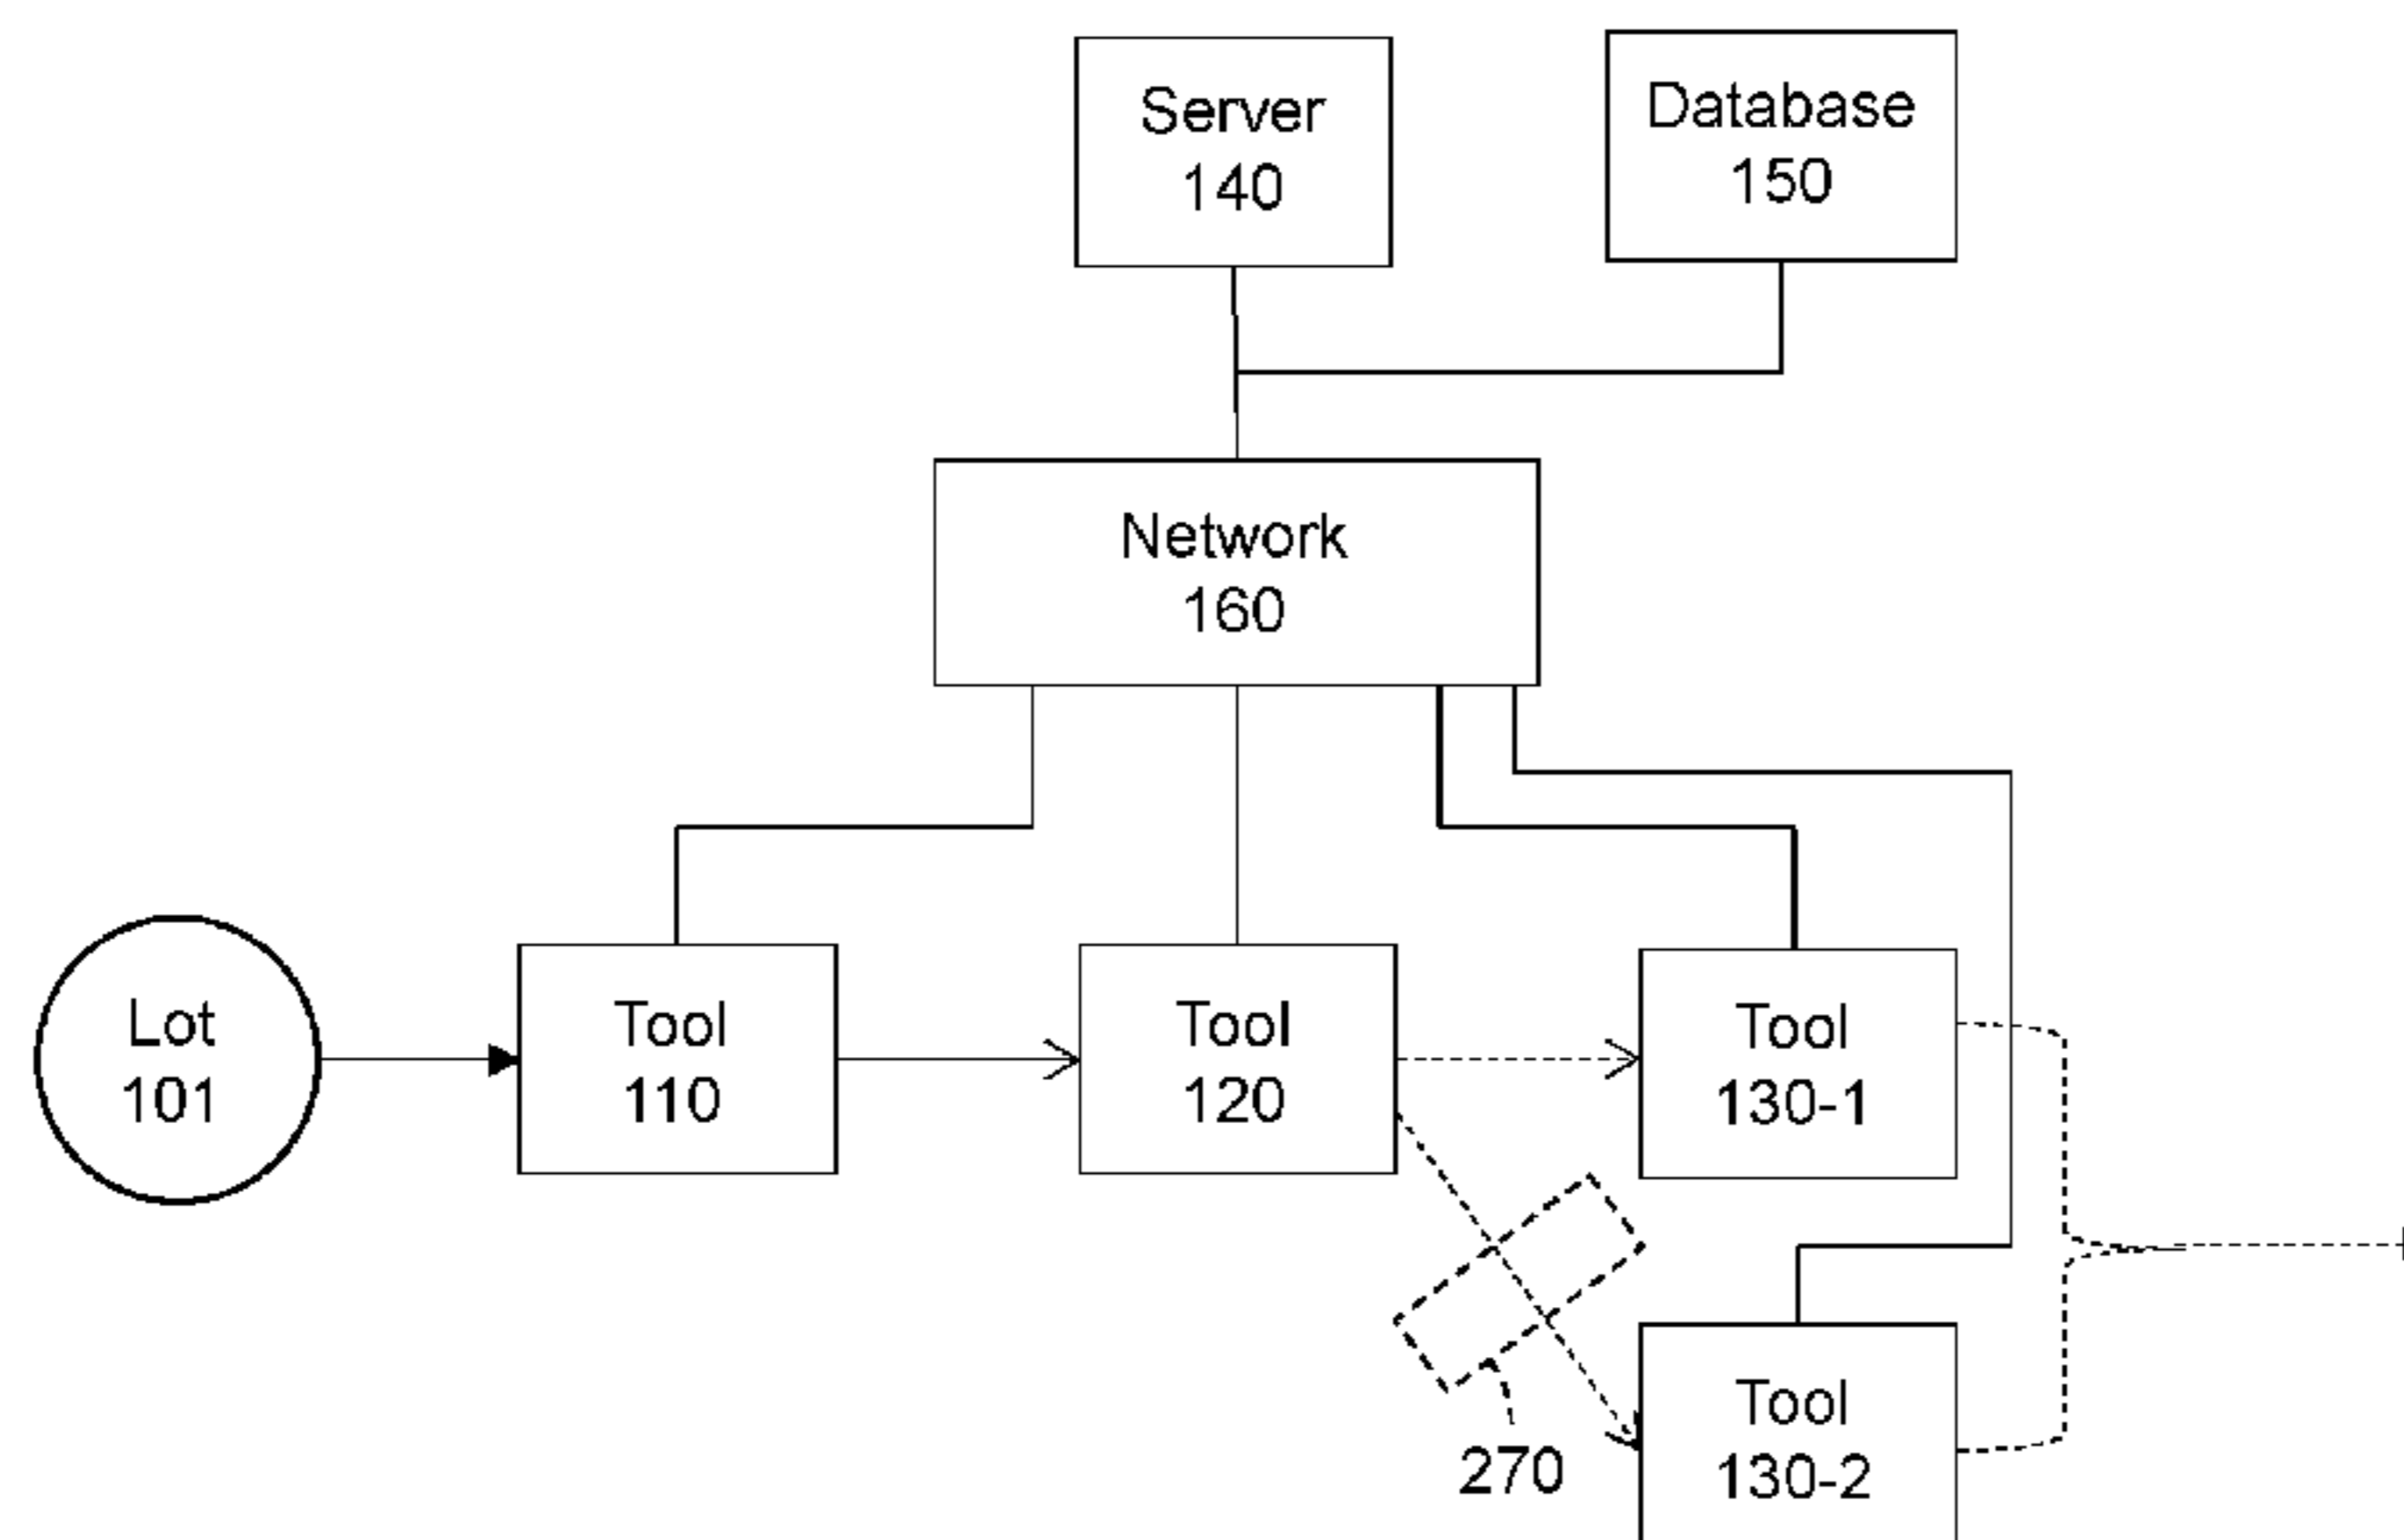 Server
140
Database
150
Network
160
Lot
101
Tool
110
Tool
120
Tool
130-1
270
Tool
130-2